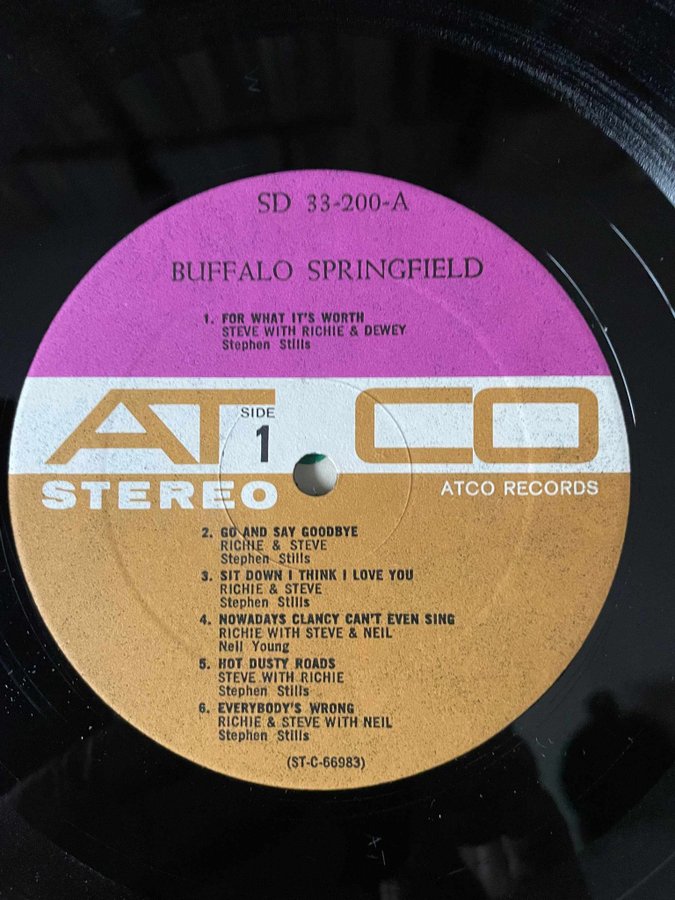 SD 33-200-A
BUFFALO SPRINGFIELD
1. FOR WHAT IT'S WORTH
STEVE WITH RICHIE & DEWEY
Stephen Stills
ATCO
SIDE
1
STEREO
ATCO RECORDS
2. GO AND SAY GOODBYE
RICHIE & STEVE
Stephen Stills
3. SIT DOWN I THINK I LOVE YOU
RICHIE & STEVE
Stephen Stills
4. NOWADAYS CLANCY CAN'T EVEN SING
RICHIE WITH STEVE & NEIL
Neil Young
5. HOT DUSTY ROADS
STEVE WITH RICHIE
Stephen Stills
6. EVERYBODY'S WRONG
RICHIE & STEVE WITH NEIL
Stephen Stills
(ST-C-66983)